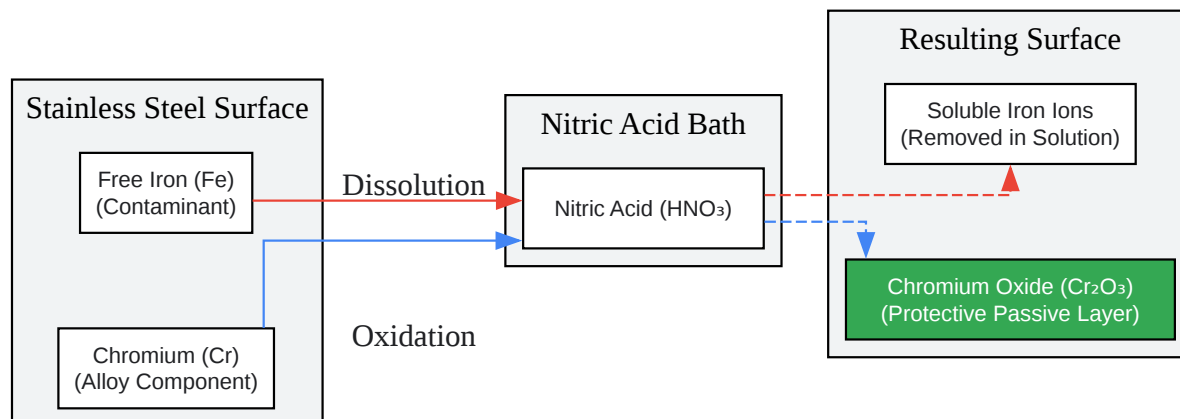 Stainless Steel Surface
Free Iron (Fe)
(Contaminant)
Chromium (Cr)
(Alloy Component)
Dissolution
Oxidation
Nitric Acid Bath
Nitric Acid (HNO₃)
Resulting Surface
Soluble Iron Ions
(Removed in Solution)
Chromium Oxide (Cr₂O₃)
(Protective Passive Layer)